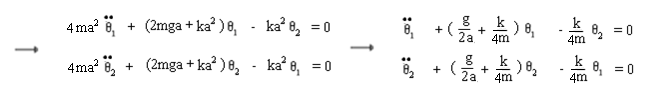 → 4ma² θ̈₁ + (2mga + ka²)θ₁ - ka² θ₂ = 0 → θ̈₁ + (g/2a + k/4m) θ₁ - k/4m θ₂ = 0
4ma² θ̈₂ + (2mga + ka²)θ₂ - ka² θ₁ = 0 θ̈₂ + (g/2a + k/4m) θ₂ - k/4m θ₁ = 0